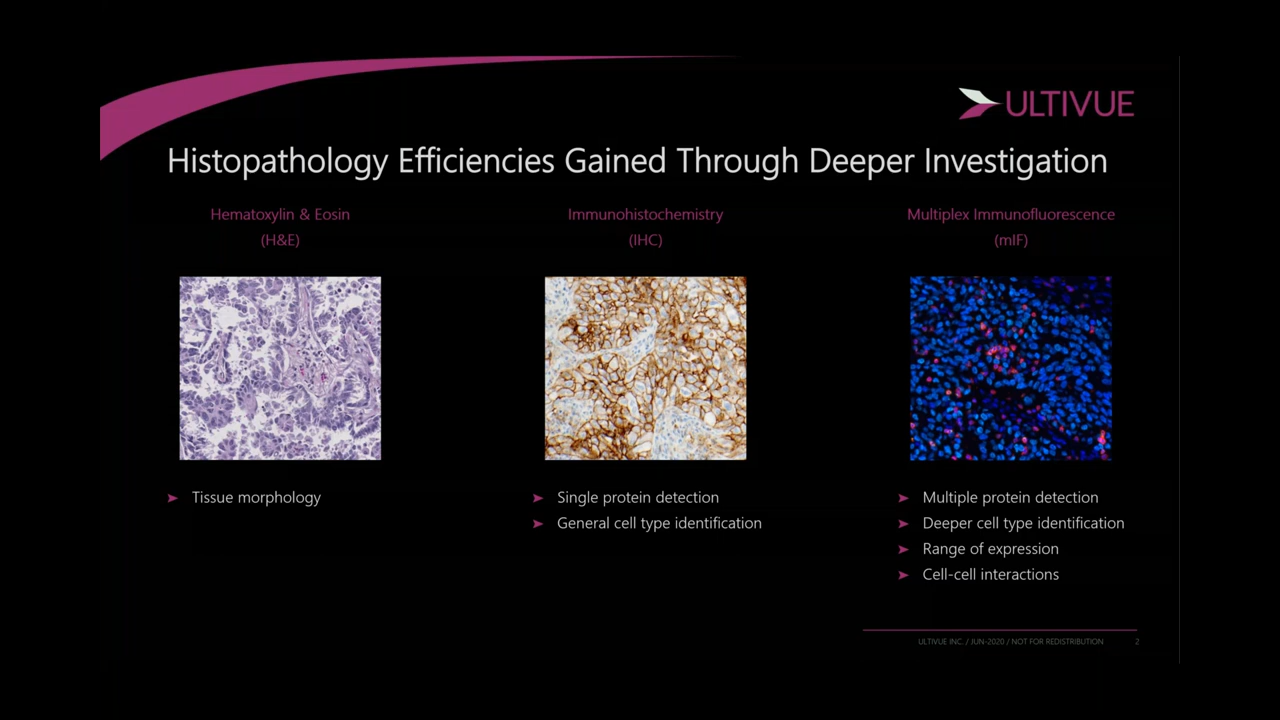 ULTIVUE
Histopathology Efficiencies Gained Through Deeper Investigation
Hematoxylin & Eosin
(H&E)
Tissue morphology
Immunohistochemistry
(IHC)
Single protein detection
General cell type identification
Multiplex Immunofluorescence
(mIF)
Multiple protein detection
Deeper cell type identification
Range of expression
Cell-cell interactions
ULTIVUE INC. / JUN-2020 / NOT FOR REDISTRIBUTION 2